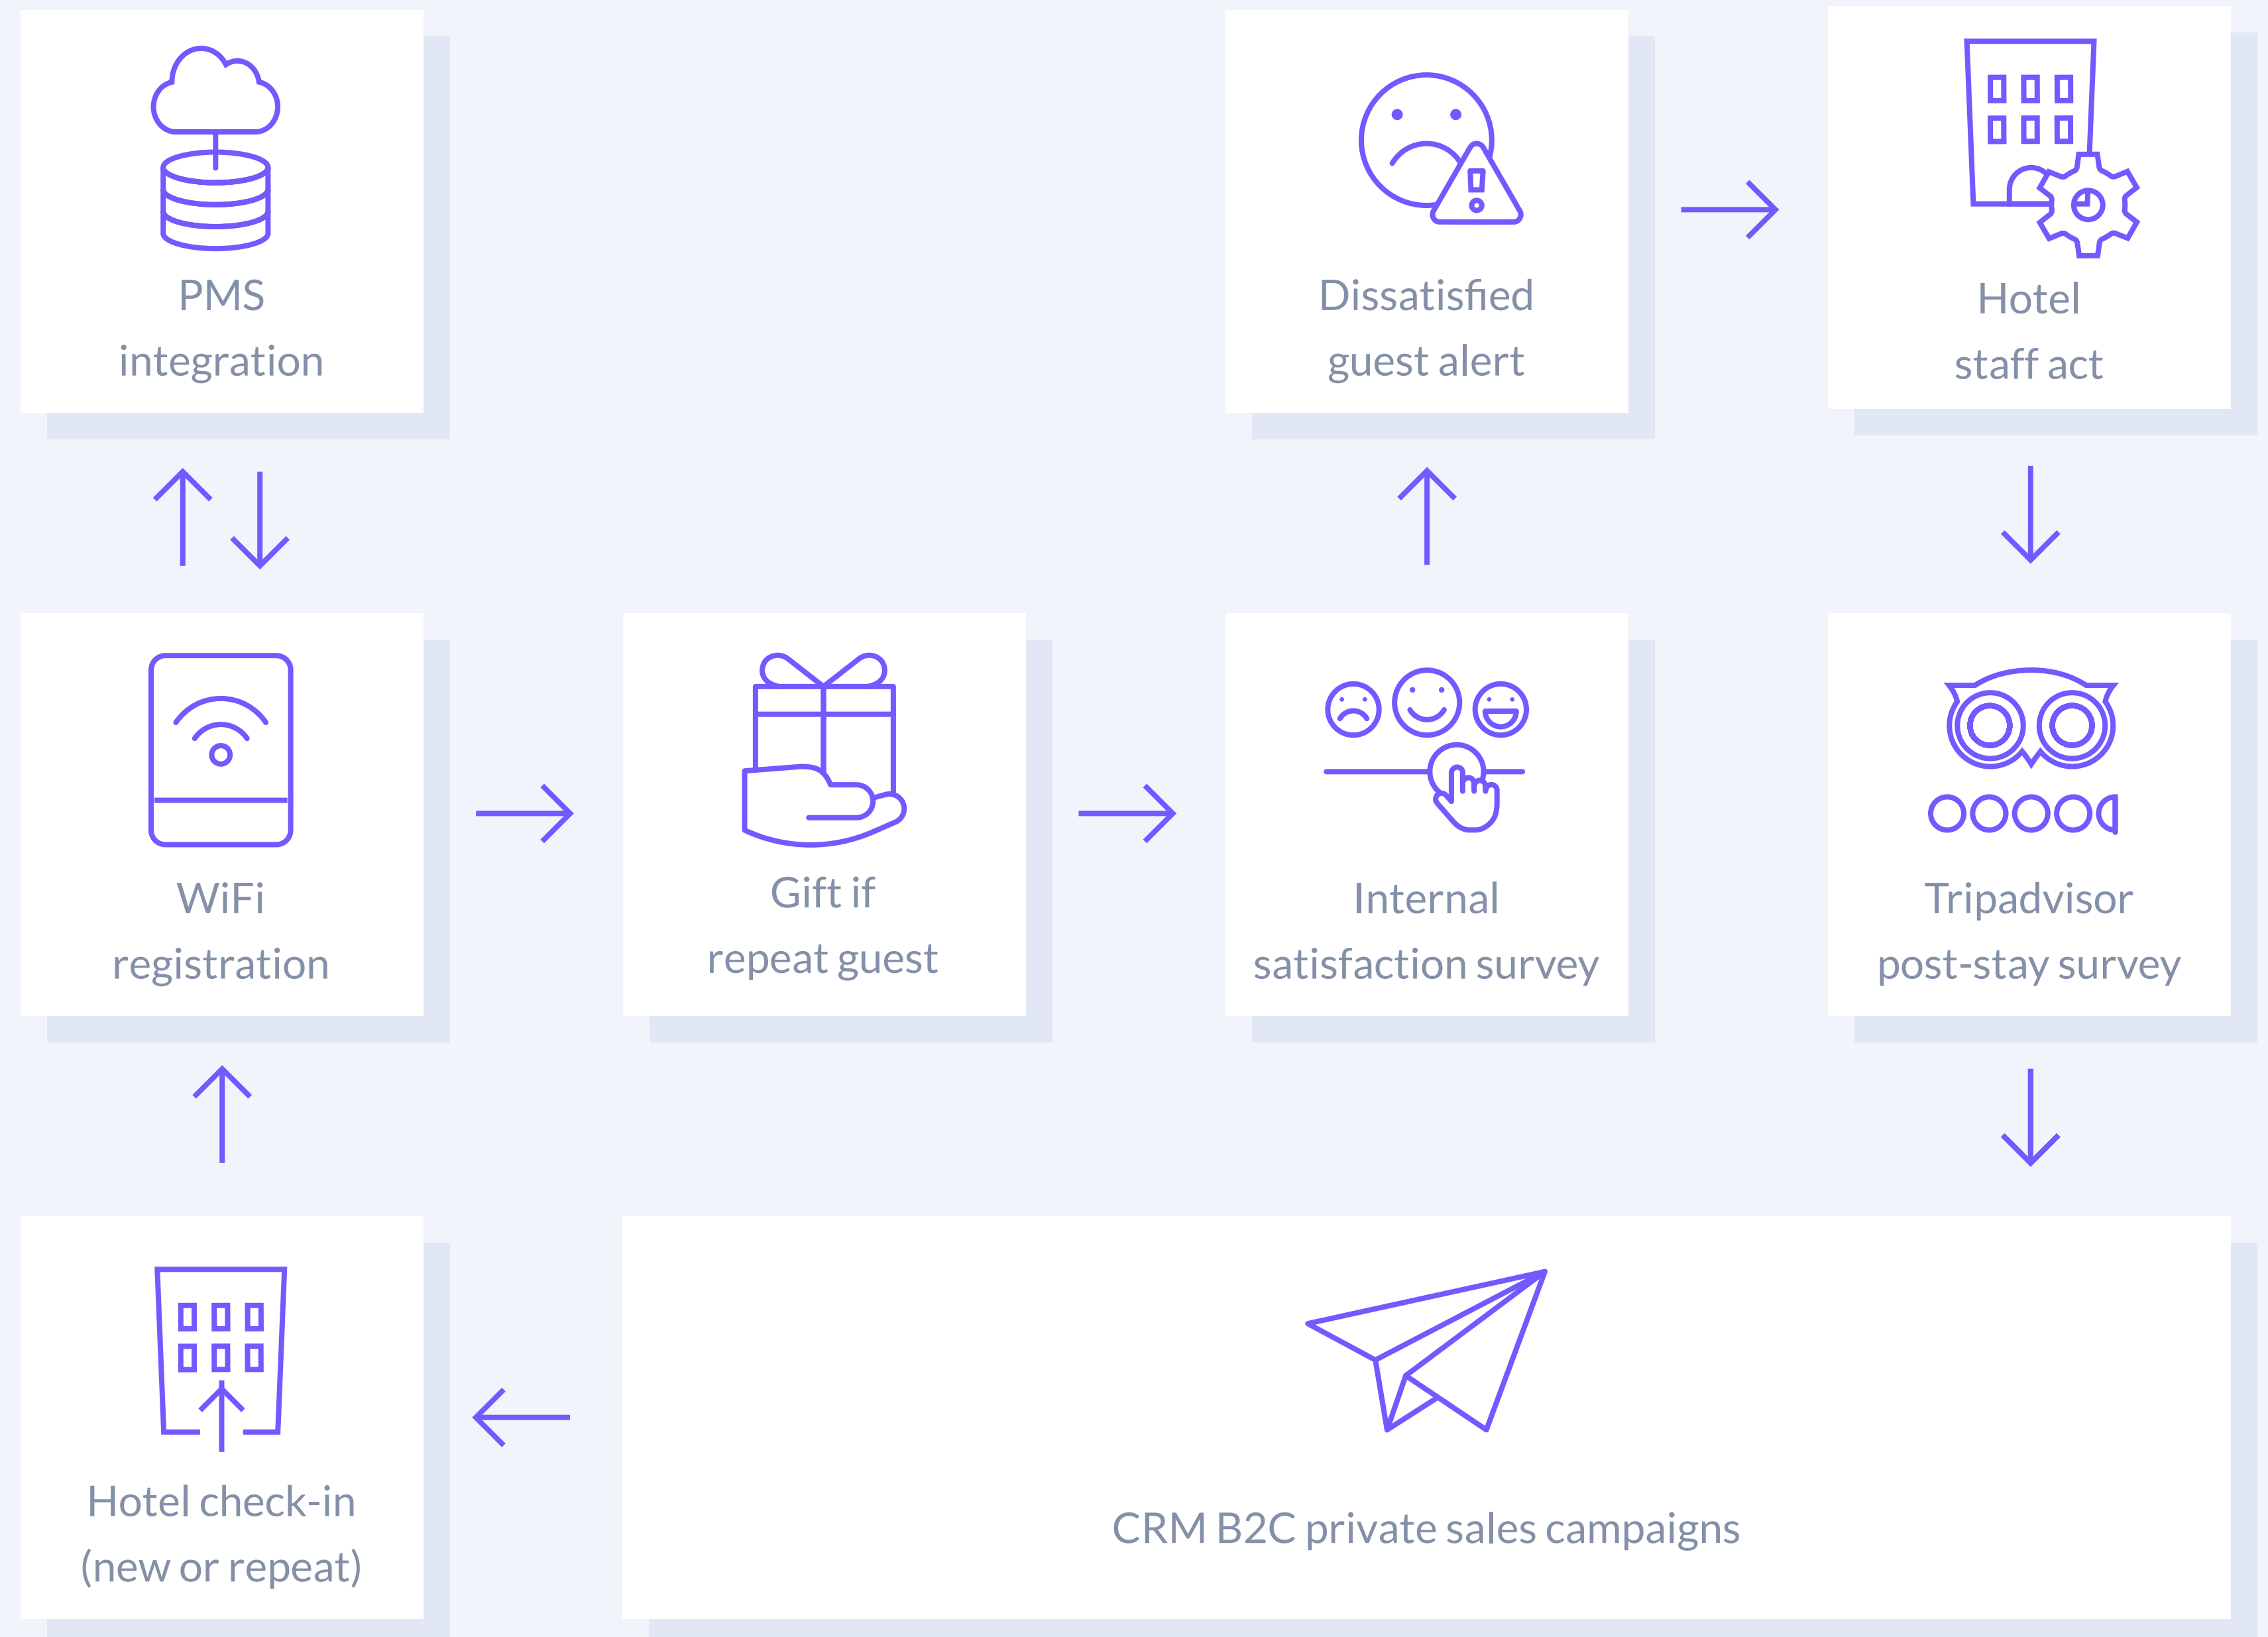 PMS
integration
Dissatisfied
guest alert
Hotel
staff act
WiFi
registration
Gift if
repeat guest
Internal
satisfaction survey
Tripadvisor
post-stay survey
Hotel check-in
(new or repeat)
CRM B2C private sales campaigns